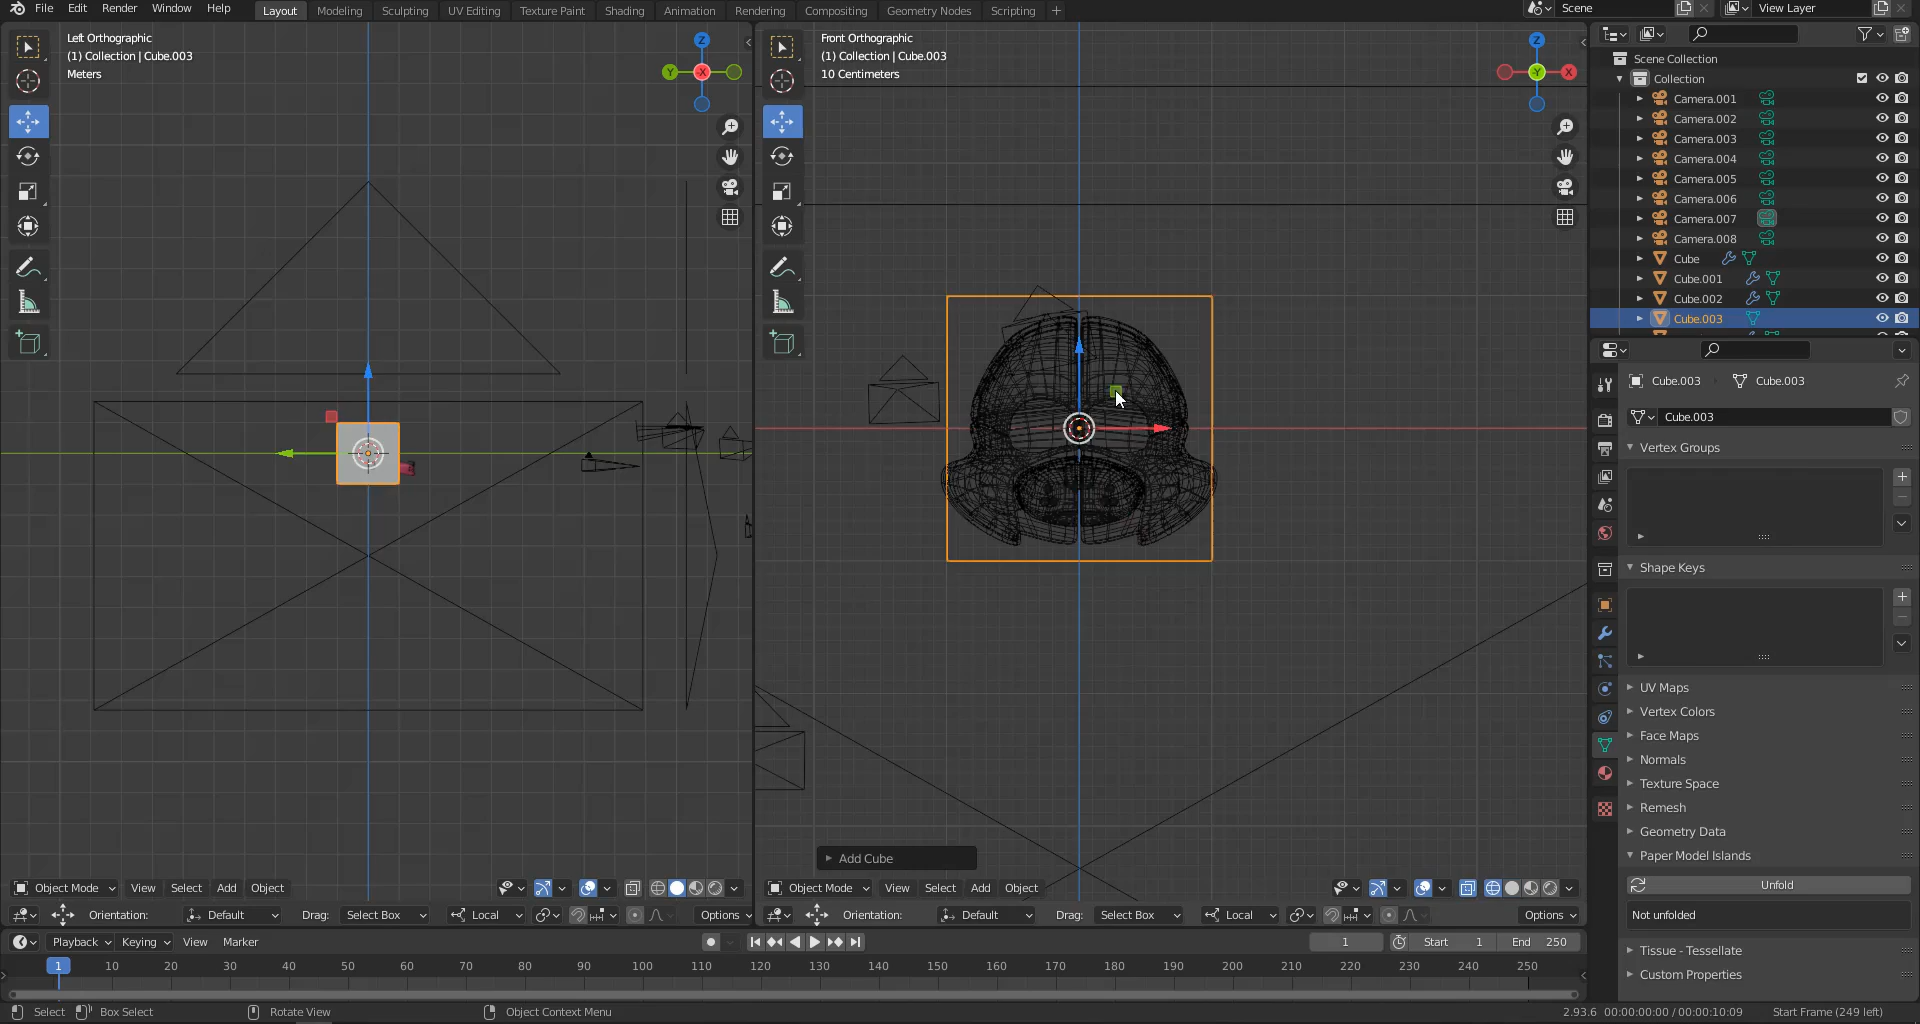 File Edit Render Window Help Layout Modeling Sculpting UV Editing Texture Paint Shading Animation Rendering Compositing Geometry Nodes Scripting + Scene View Layer
Left Orthographic
(1) Collection | Cube.003
Meters
Z
Y
X
Front Orthographic
(1) Collection | Cube.003
10 Centimeters
Z
Y
X
Add Cube
Object Mode View Select Add Object
Orientation: Default Drag: Select Box Local Options
Object Mode View Select Add Object
Orientation: Default Drag: Select Box Local Options
Scene Collection
Collection
Camera.001
Camera.002
Camera.003
Camera.004
Camera.005
Camera.006
Camera.007
Camera.008
Cube
Cube.001
Cube.002
Cube.003
Cube.003 Cube.003
Cube.003
Vertex Groups
Shape Keys
UV Maps
Vertex Colors
Face Maps
Normals
Texture Space
Remesh
Geometry Data
Paper Model Islands
Unfold
Not unfolded
Tissue - Tessellate
Custom Properties
Playback Keying View Marker 1 Start 1 End 250
1 10 20 30 40 50 60 70 80 90 100 110 120 130 140 150 160 170 180 190 200 210 220 230 240 250
Select Box Select Rotate View Object Context Menu 2.93.6 00:00:00:00 / 00:00:10:09 Start Frame (249 left)